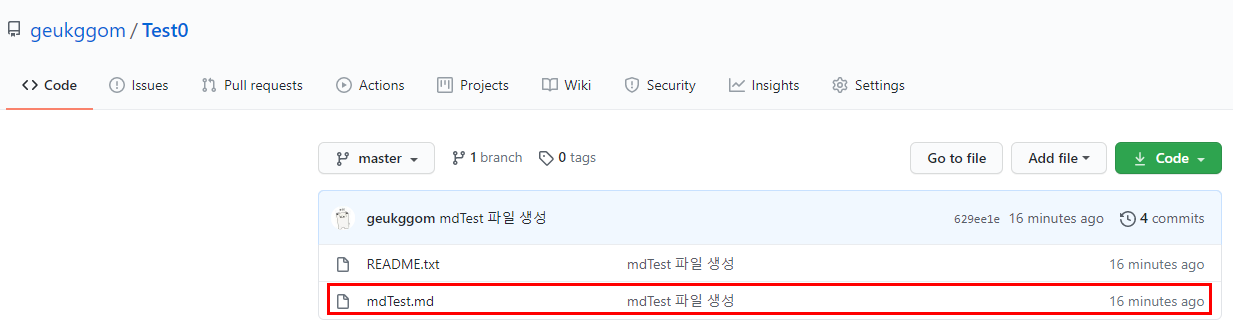 geukggom / Test0
Code Issues Pull requests Actions Projects Wiki Security Insights Settings
master 1 branch 0 tags Go to file Add file Code
geukggom mdTest 파일 생성 629ee1e 16 minutes ago 4 commits
README.txt mdTest 파일 생성 16 minutes ago
mdTest.md mdTest 파일 생성 16 minutes ago